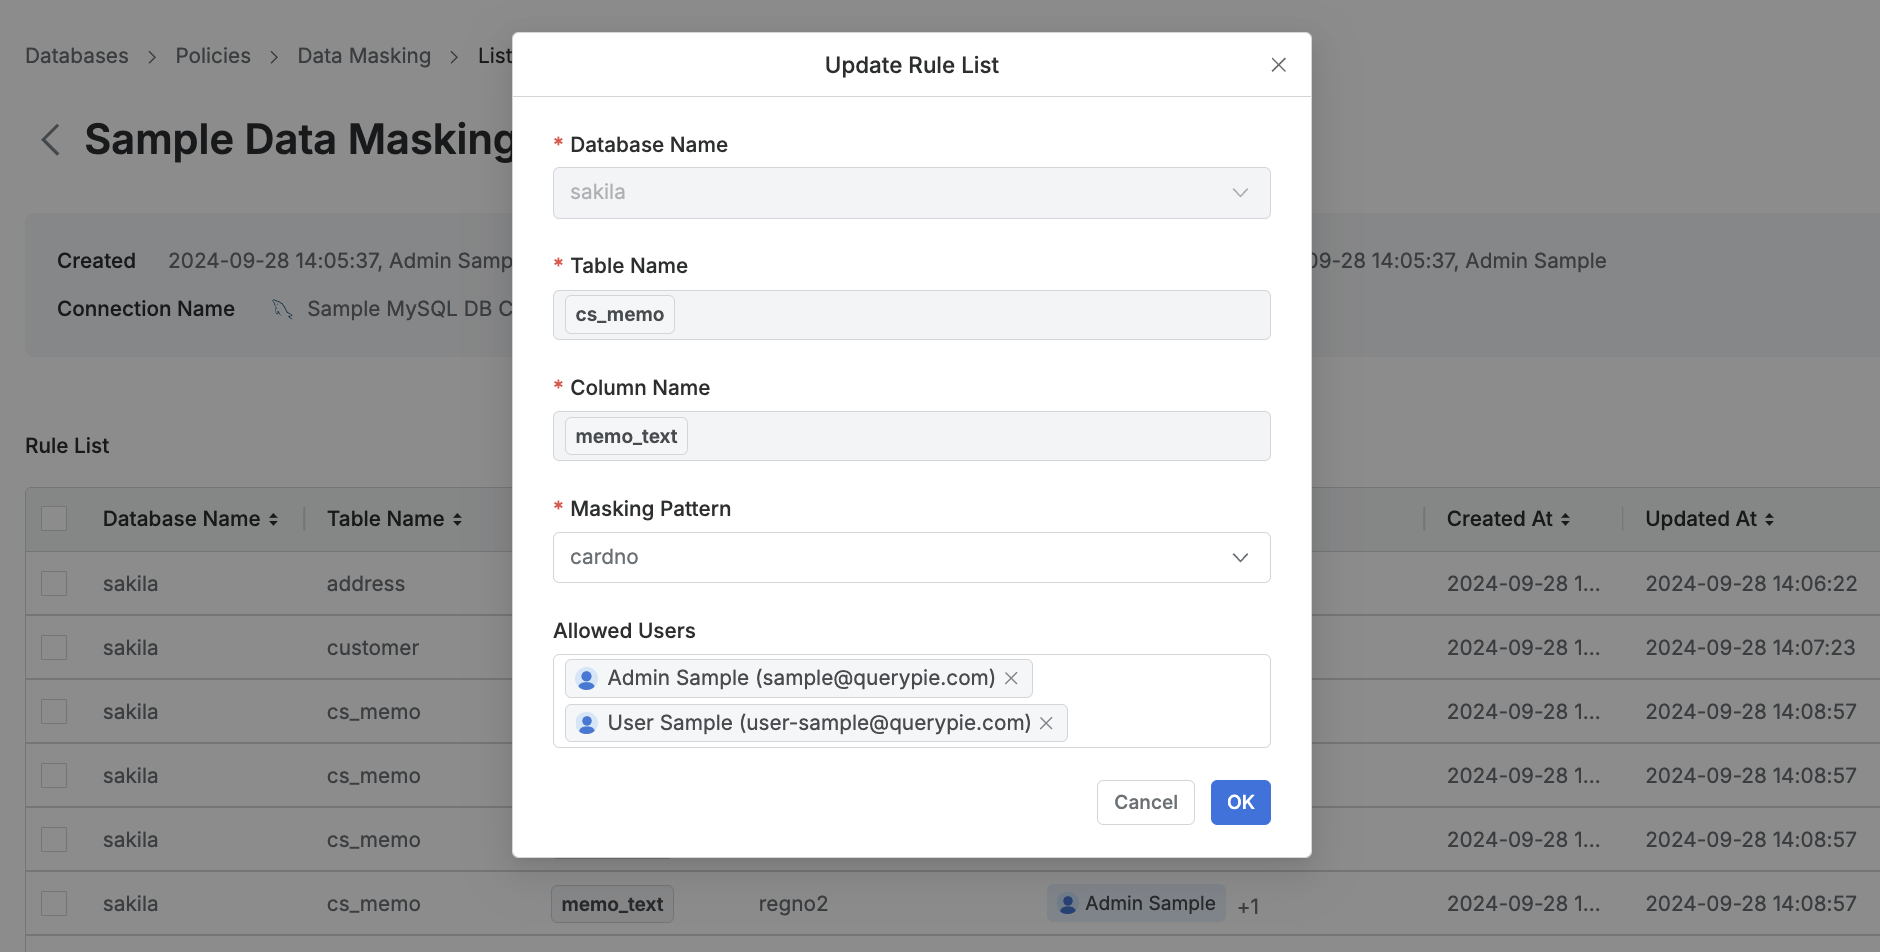 Databases > Policies > Data Masking > List
Sample Data Masking
Created 2024-09-28 14:05:37, Admin Samp
09-28 14:05:37, Admin Sample
Connection Name Sample MySQL DB C
Rule List
Database Name Table Name Created At Updated At
sakila address 2024-09-28 1... 2024-09-28 14:06:22
sakila customer 2024-09-28 1... 2024-09-28 14:07:23
sakila cs_memo 2024-09-28 1... 2024-09-28 14:08:57
sakila cs_memo 2024-09-28 1... 2024-09-28 14:08:57
sakila cs_memo 2024-09-28 1... 2024-09-28 14:08:57
sakila cs_memo memo_text regno2 Admin Sample +1 2024-09-28 1... 2024-09-28 14:08:57
Update Rule List
* Database Name
sakila
* Table Name
cs_memo
* Column Name
memo_text
* Masking Pattern
cardno
Allowed Users
Admin Sample (sample@querypie.com)
User Sample (user-sample@querypie.com)
Cancel OK